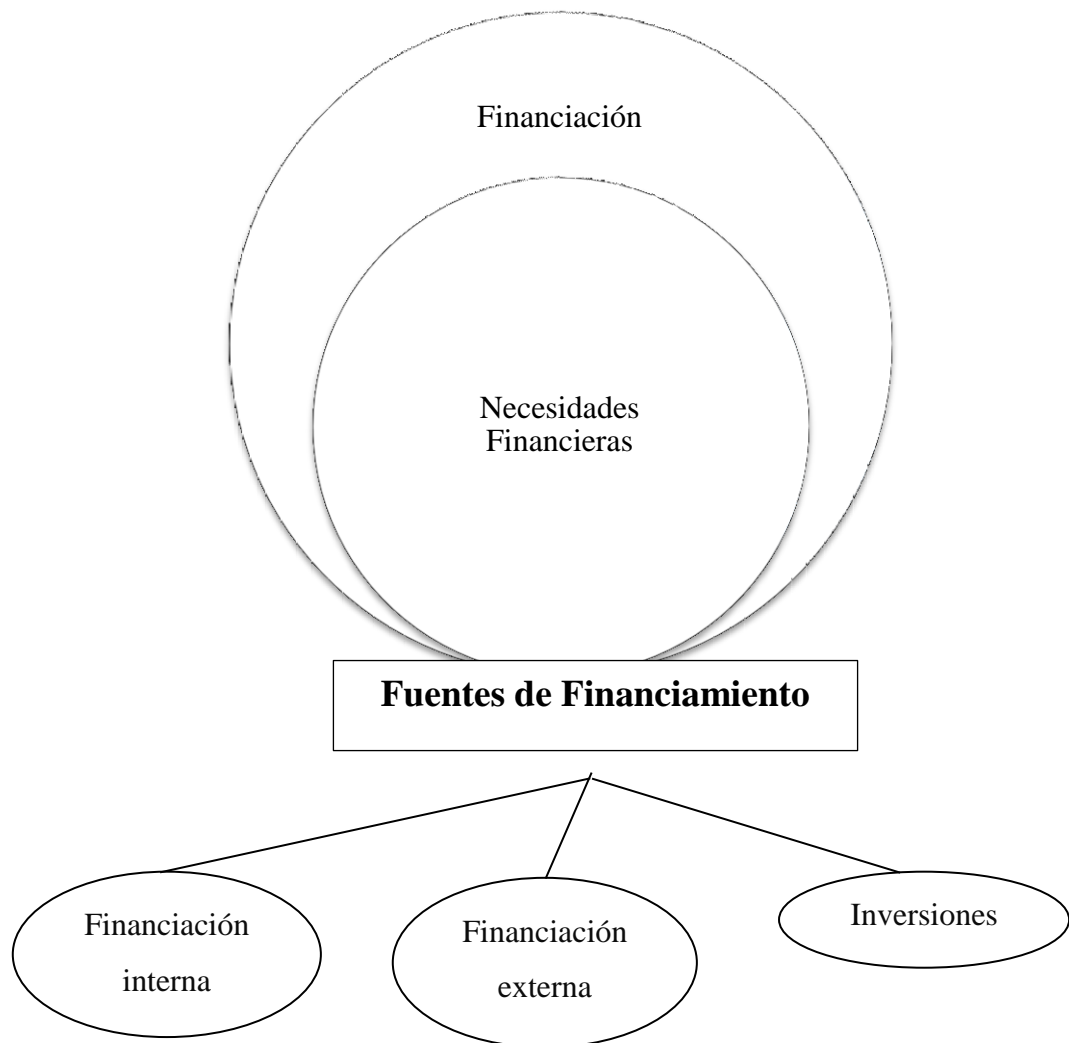 Financiación
Necesidades
Financieras
Fuentes de Financiamiento
Financiación
interna
Financiación
externa
Inversiones